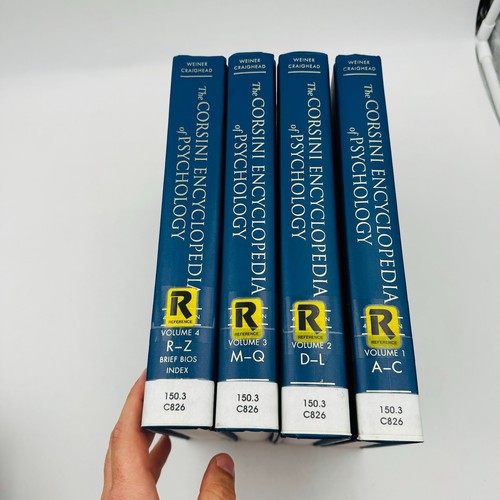 WEINER
CRAIGHEAD
The CORSINI ENCYCLOPEDIA
of PSYCHOLOGY
R
REFERENCE
VOLUME 4
R–Z
BRIEF BIOS
INDEX
150.3
C826
WEINER
CRAIGHEAD
The CORSINI ENCYCLOPEDIA
of PSYCHOLOGY
R
REFERENCE
VOLUME 3
M–Q
150.3
C826
WEINER
CRAIGHEAD
The CORSINI ENCYCLOPEDIA
of PSYCHOLOGY
R
REFERENCE
VOLUME 2
D–L
150.3
C826
WEINER
CRAIGHEAD
The CORSINI ENCYCLOPEDIA
of PSYCHOLOGY
R
REFERENCE
VOLUME 1
A–C
150.3
C826